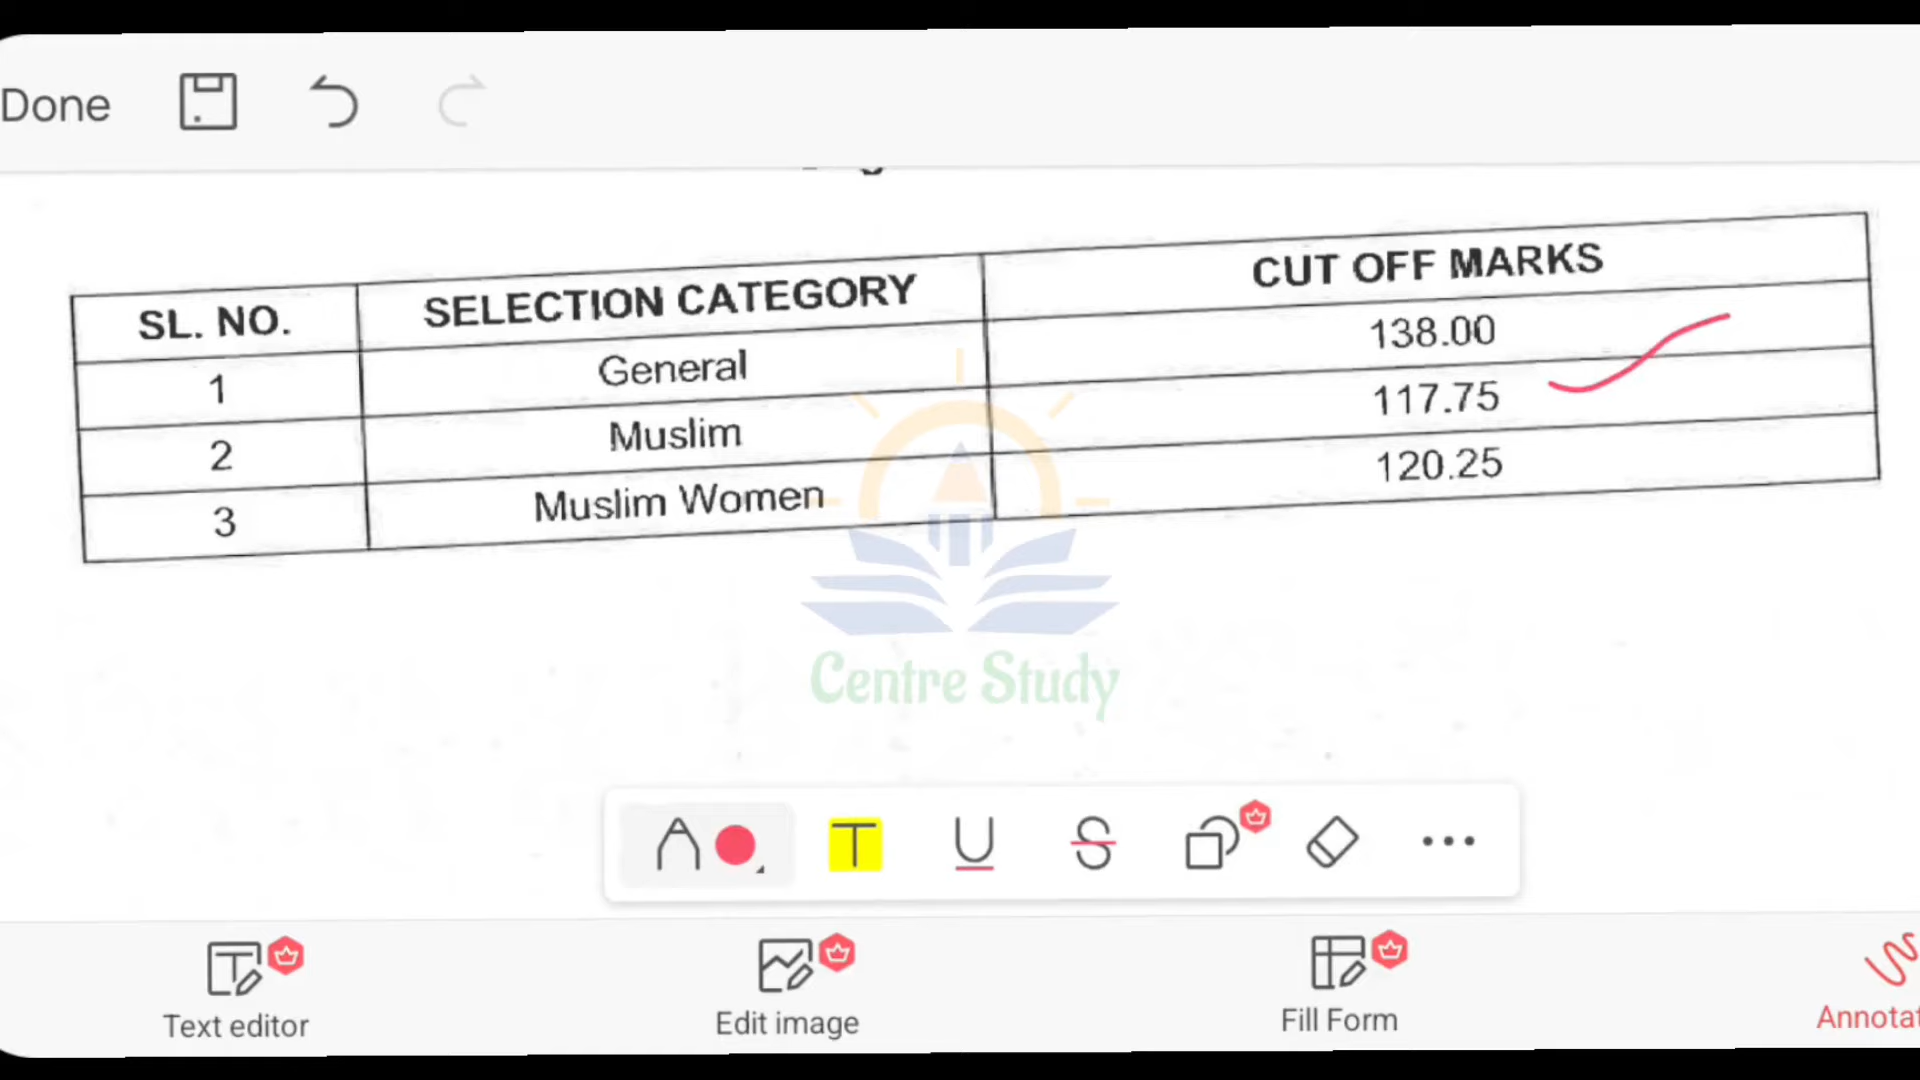 Done
SL. NO. SELECTION CATEGORY CUT OFF MARKS
1 General 138.00
2 Muslim 117.75
3 Muslim Women 120.25
Centre Study
Text editor Edit image Fill Form